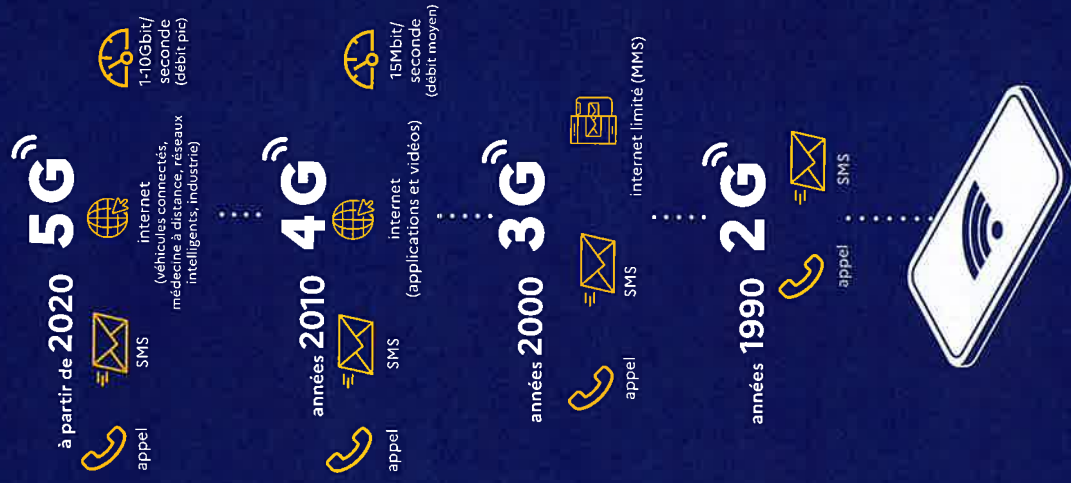 à partir de 2020 5G
appel
SMS
internet
(véhicules connectés,
médecine à distance, réseaux
intelligents, industrie)
1-10Gbit/
seconde
(débit pic)
années 2010 4G
appel
SMS
internet
(applications et vidéos)
15Mbit/
seconde
(débit moyen)
années 2000 3G
appel
SMS
internet limité (MMS)
années 1990 2G
appel
SMS